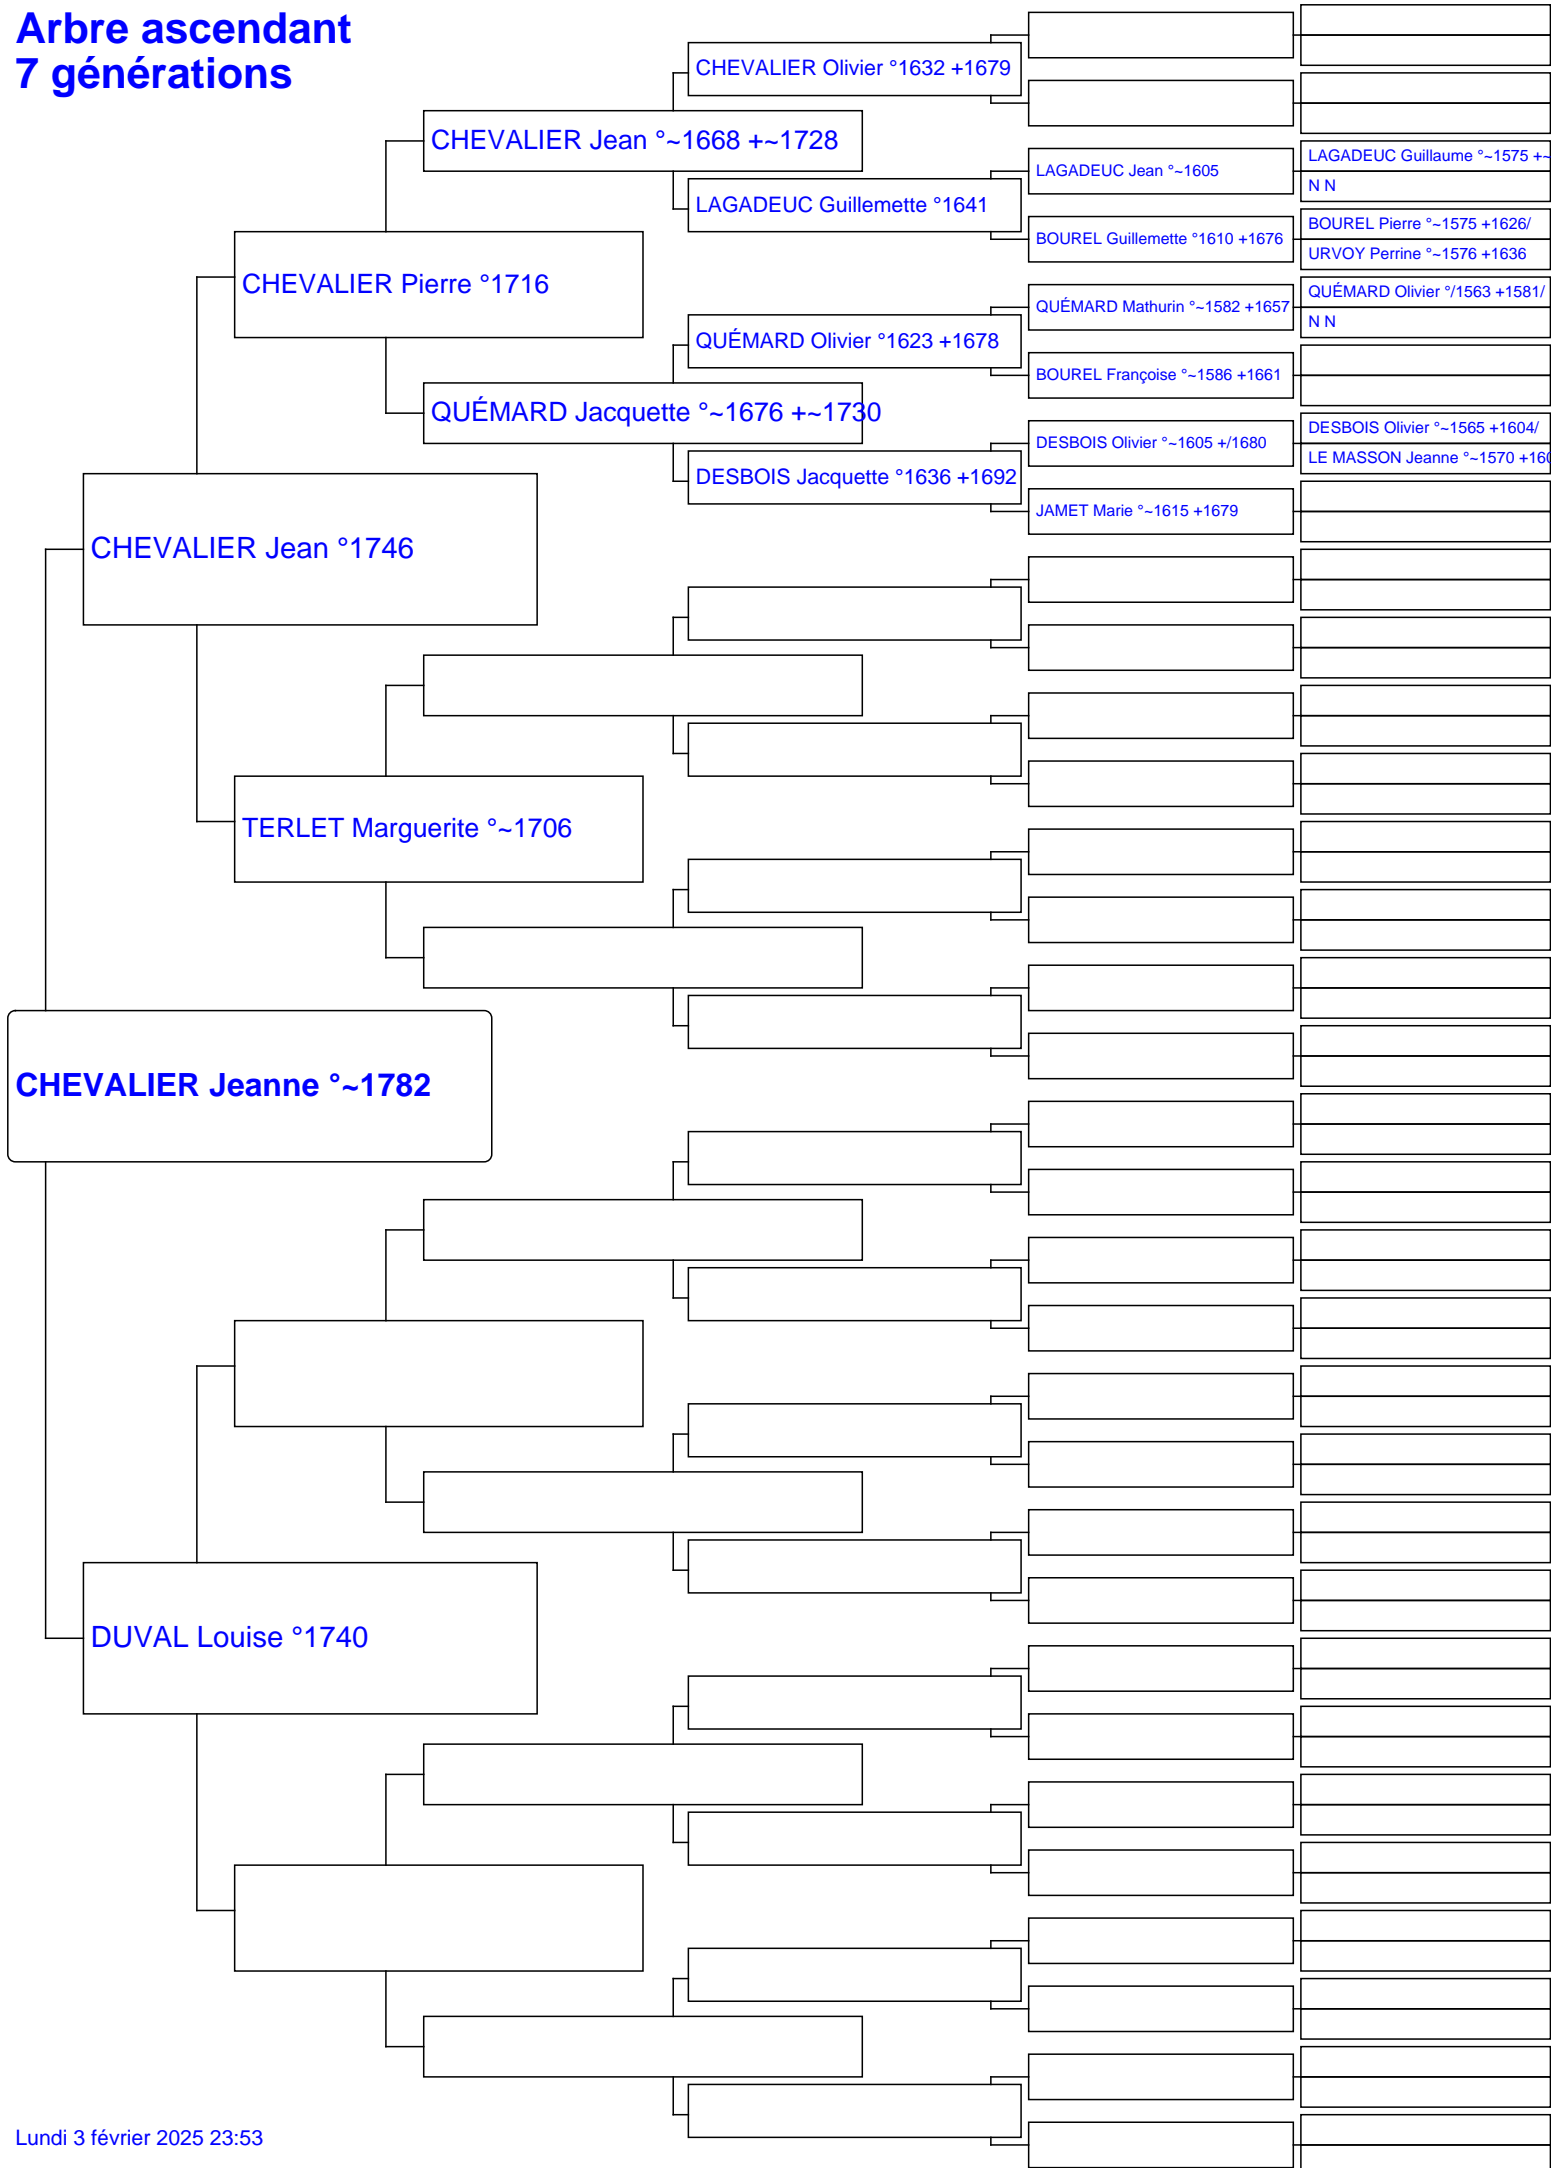 Arbre ascendant
7 générations
CHEVALIER Olivier °1632 +1679
CHEVALIER Jean °~1668 +~1728
LAGADEUC Guillaume °~1575 +~
LAGADEUC Jean °~1605
N N
LAGADEUC Guillemette °1641
BOUREL Pierre °~1575 +1626/
BOUREL Guillemette °1610 +1676
URVOY Perrine °~1576 +1636
CHEVALIER Pierre °1716
QUÉMARD Olivier °/1563 +1581/
QUÉMARD Mathurin °~1582 +1657
N N
QUÉMARD Olivier °1623 +1678
BOUREL Françoise °~1586 +1661
QUÉMARD Jacquette °~1676 +~1730
DESBOIS Olivier °~1565 +1604/
DESBOIS Olivier °~1605 +/1680
LE MASSON Jeanne °~1570 +160
DESBOIS Jacquette °1636 +1692
JAMET Marie °~1615 +1679
CHEVALIER Jean °1746
TERLET Marguerite °~1706
CHEVALIER Jeanne °~1782
DUVAL Louise °1740
Lundi 3 février 2025 23:53